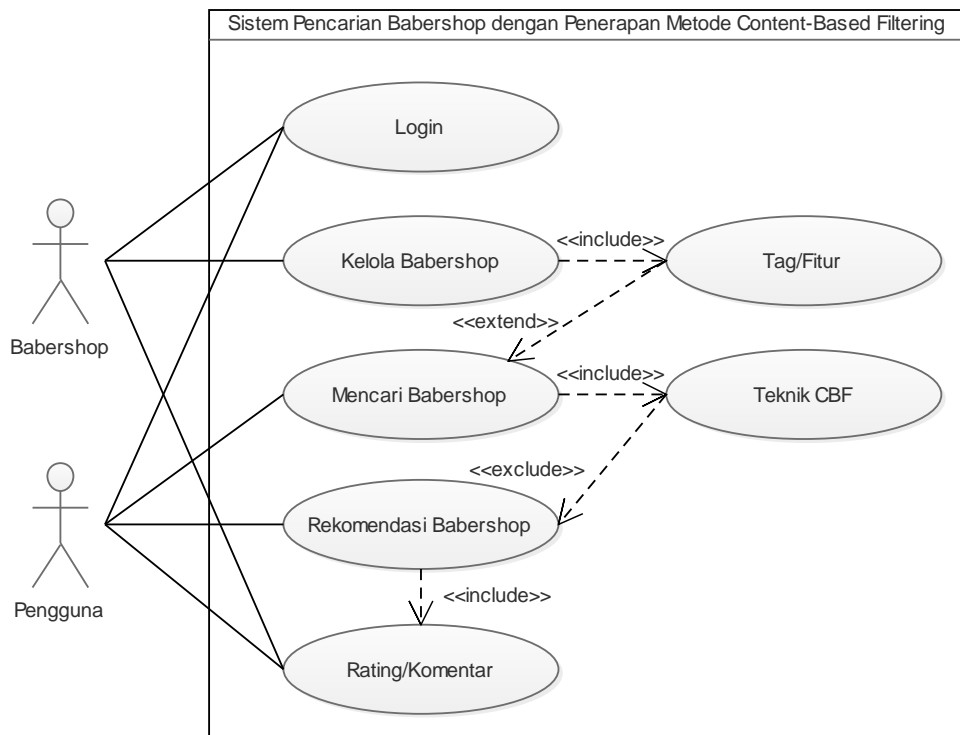 Sistem Pencarian Babershop dengan Penerapan Metode Content-Based Filtering
Login
Kelola Babershop
<<include>>
Tag/Fitur
Babershop
<<extend>>
Mencari Babershop
<<include>>
Teknik CBF
<<exclude>>
Rekomendasi Babershop
Pengguna
<<include>>
Rating/Komentar